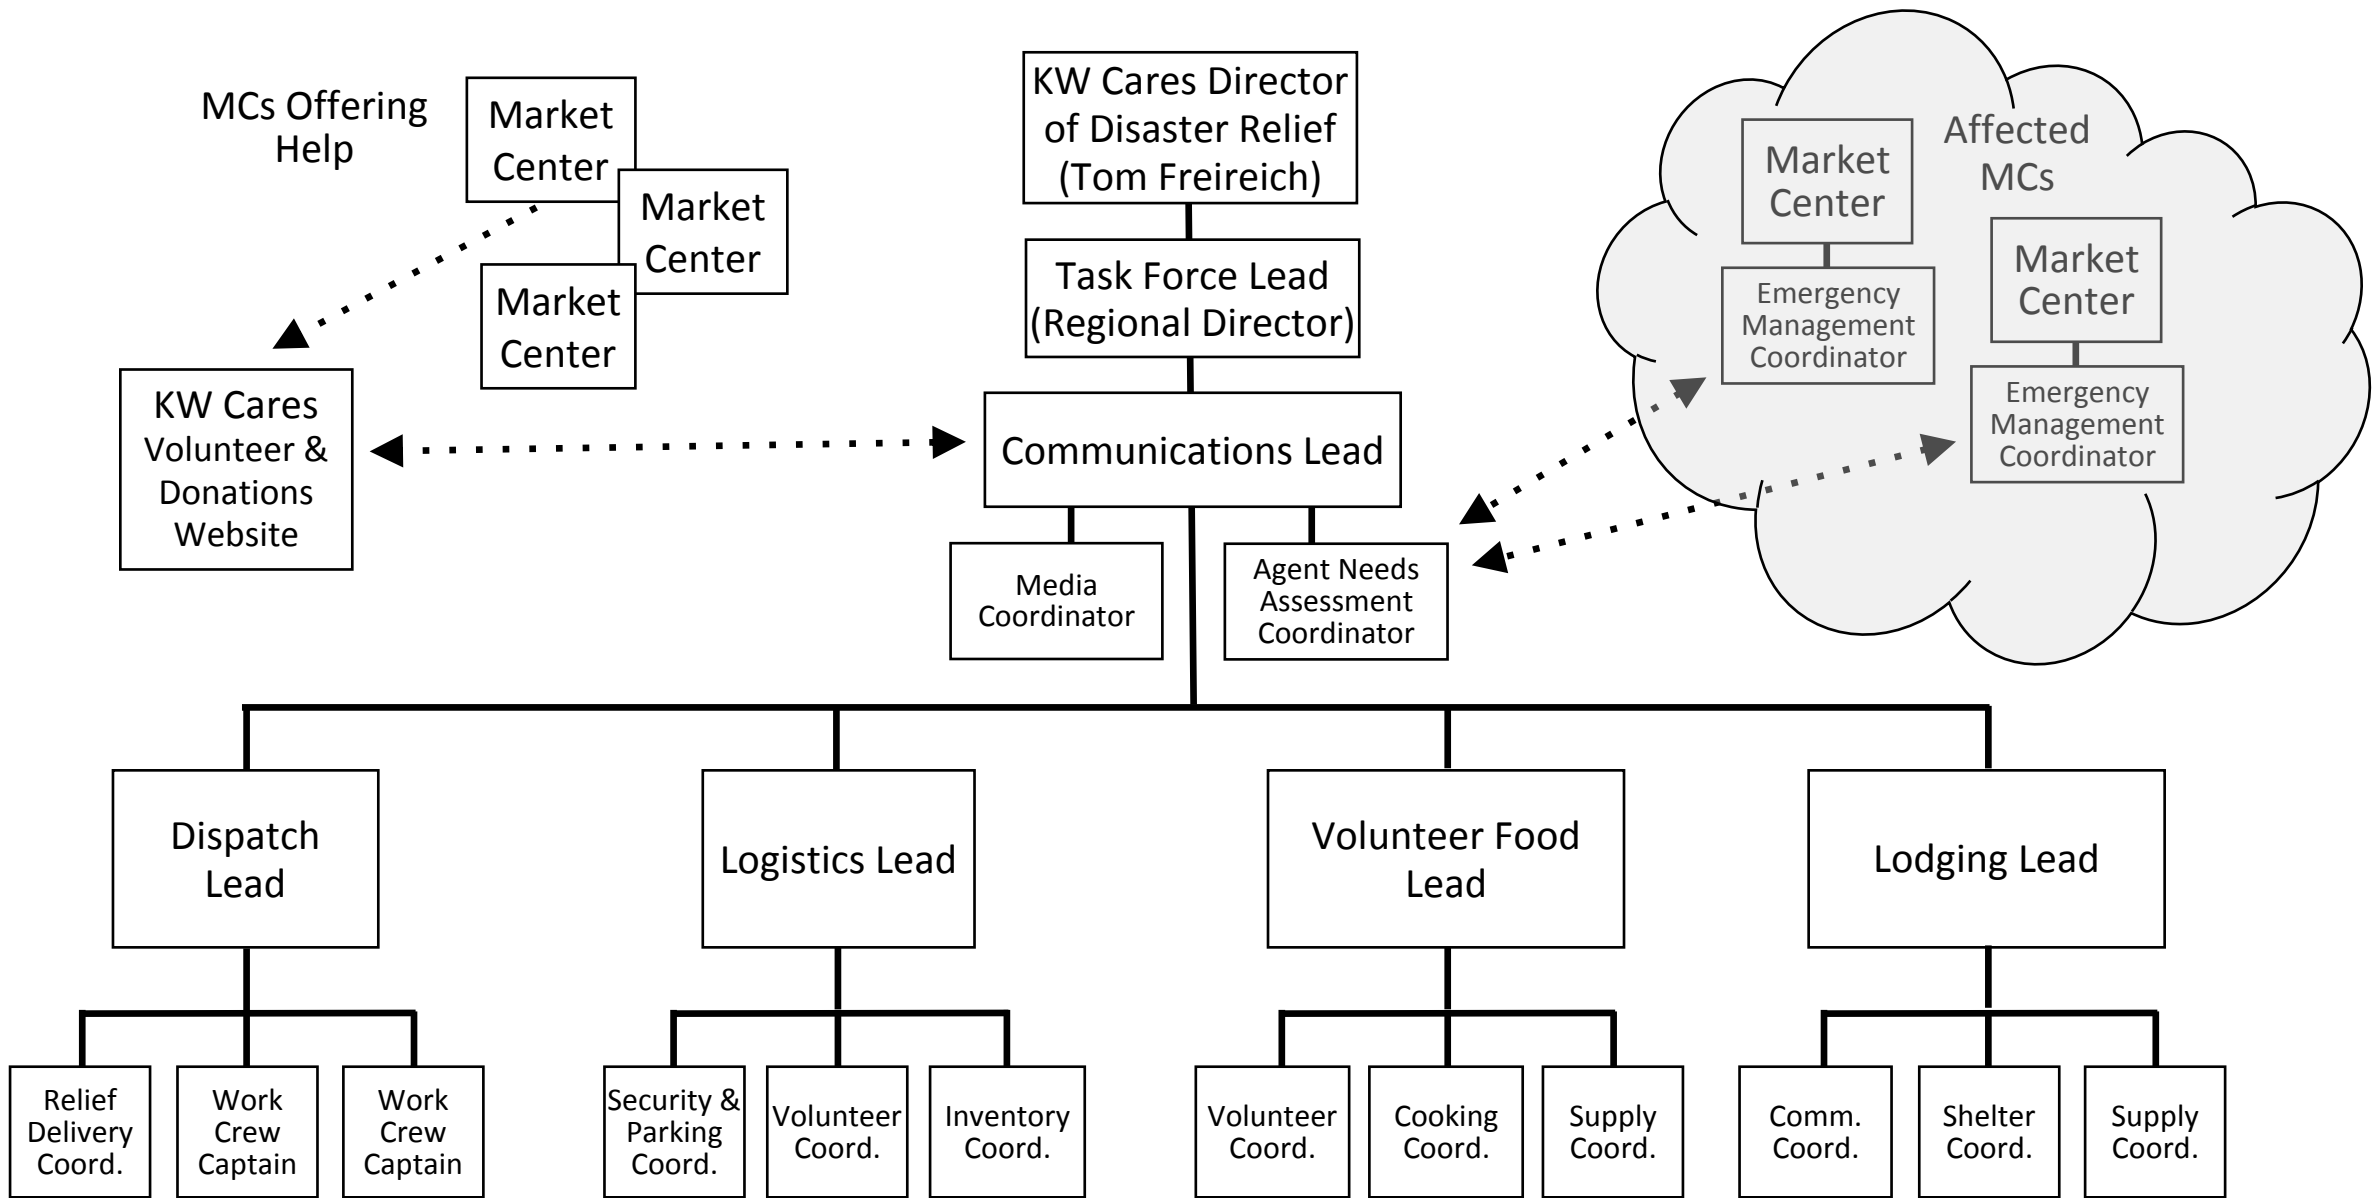 MCs Offering
Help
Market
Center
Market
Center
Market
Center
KW Cares Director
of Disaster Relief
(Tom Freireich)
Task Force Lead
(Regional Director)
Affected
MCs
Market
Center
Emergency
Management
Coordinator
Market
Center
Emergency
Management
Coordinator
KW Cares
Volunteer &
Donations
Website
Communications Lead
Media
Coordinator
Agent Needs
Assessment
Coordinator
Dispatch
Lead
Logistics Lead
Volunteer Food
Lead
Lodging Lead
Relief
Delivery
Coord.
Work
Crew
Captain
Work
Crew
Captain
Security &
Parking
Coord.
Volunteer
Coord.
Inventory
Coord.
Volunteer
Coord.
Cooking
Coord.
Supply
Coord.
Comm.
Coord.
Shelter
Coord.
Supply
Coord.